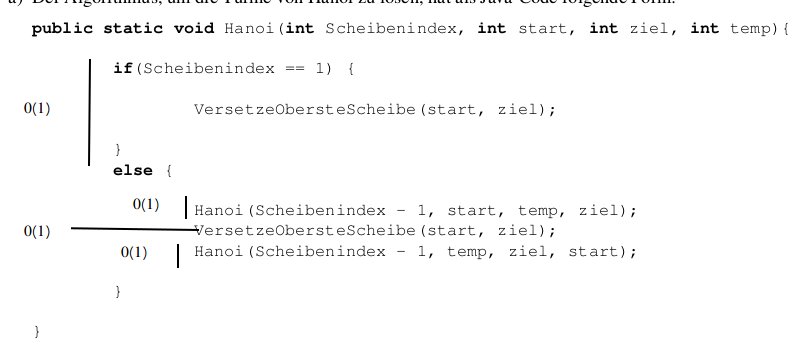 a) Der Algorithmus, um die Türme von Hanoi zu lösen, hat als Java-Code folgende Form:
public static void Hanoi(int Scheibenindex, int start, int ziel, int temp){
if(Scheibenindex == 1) {
0(1) VersetzeObersteScheibe(start, ziel);
}
else {
0(1) Hanoi(Scheibenindex - 1, start, temp, ziel);
0(1) VersetzeObersteScheibe(start, ziel);
0(1) Hanoi(Scheibenindex - 1, temp, ziel, start);
}
}